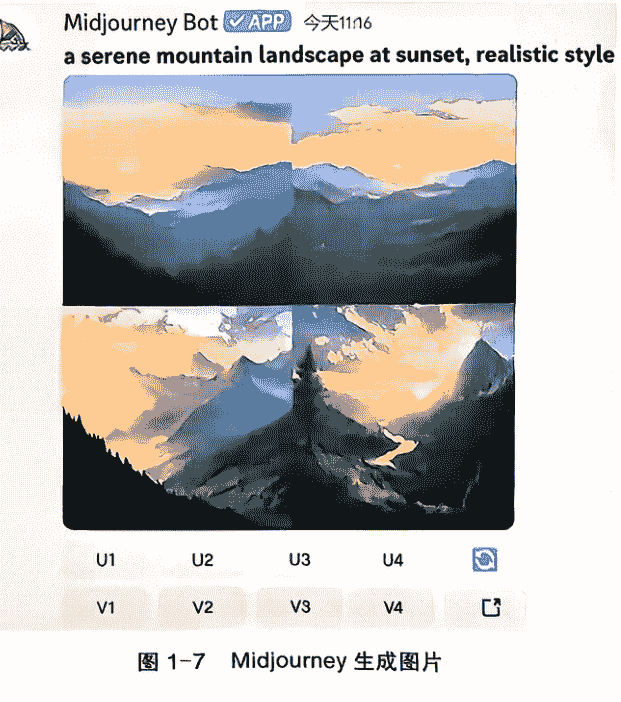 Midjourney Bot APP 今天11:16
a serene mountain landscape at sunset, realistic style
U1 U2 U3 U4
V1 V2 V3 V4
图 1-7 Midjourney 生成图片